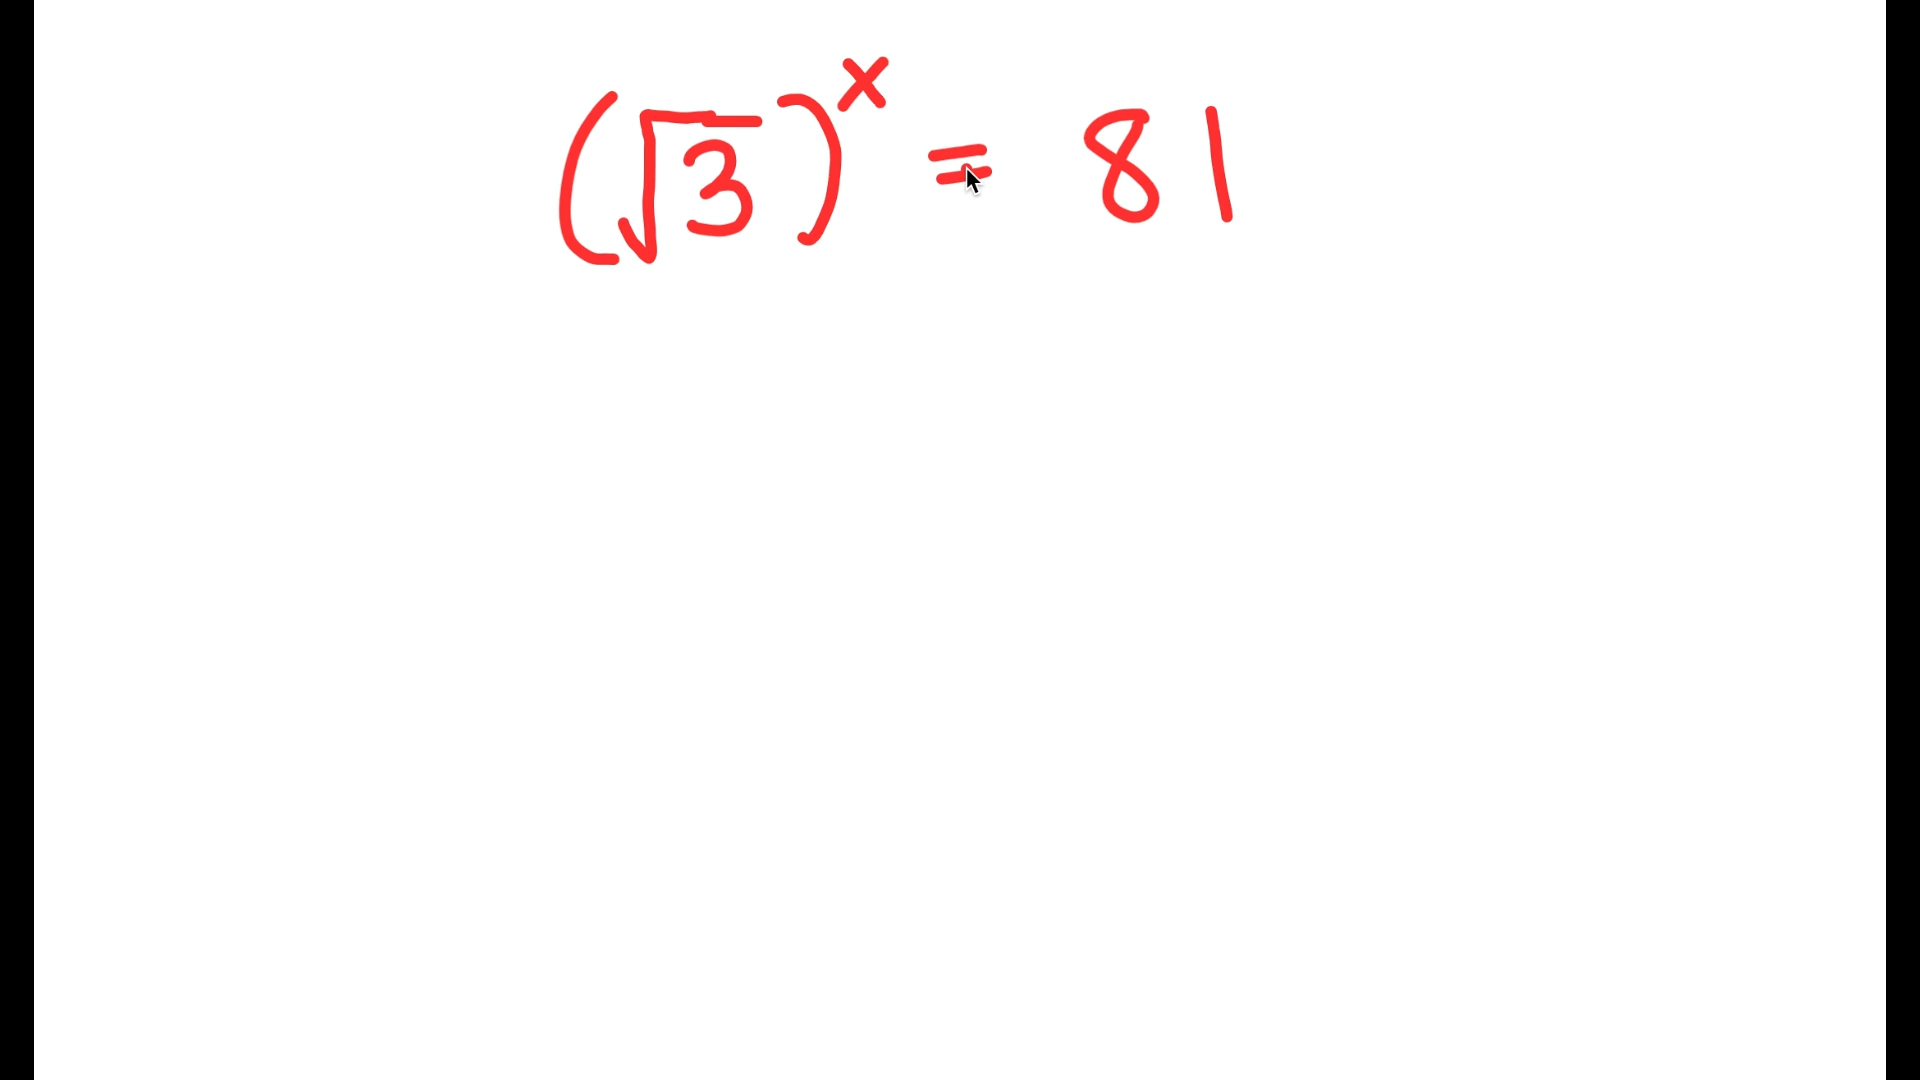 (√3)^x = 81